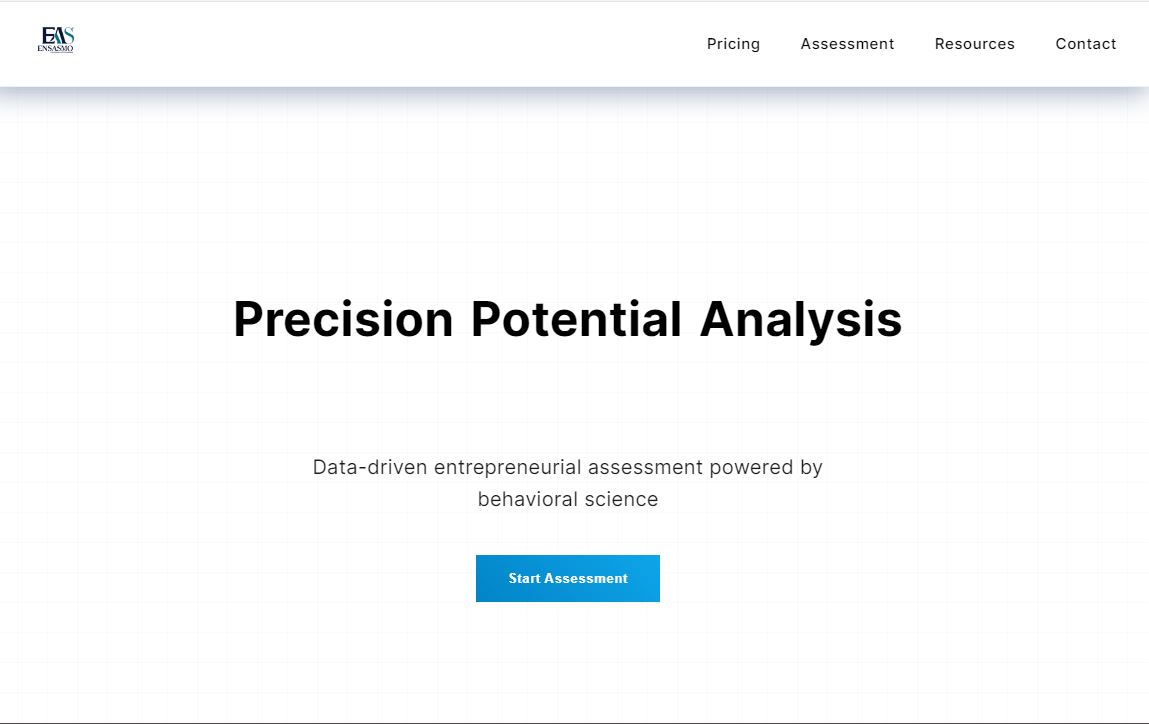 EAS
ENSASMO
Pricing
Assessment
Resources
Contact
Precision Potential Analysis
Data-driven entrepreneurial assessment powered by
behavioral science
Start Assessment